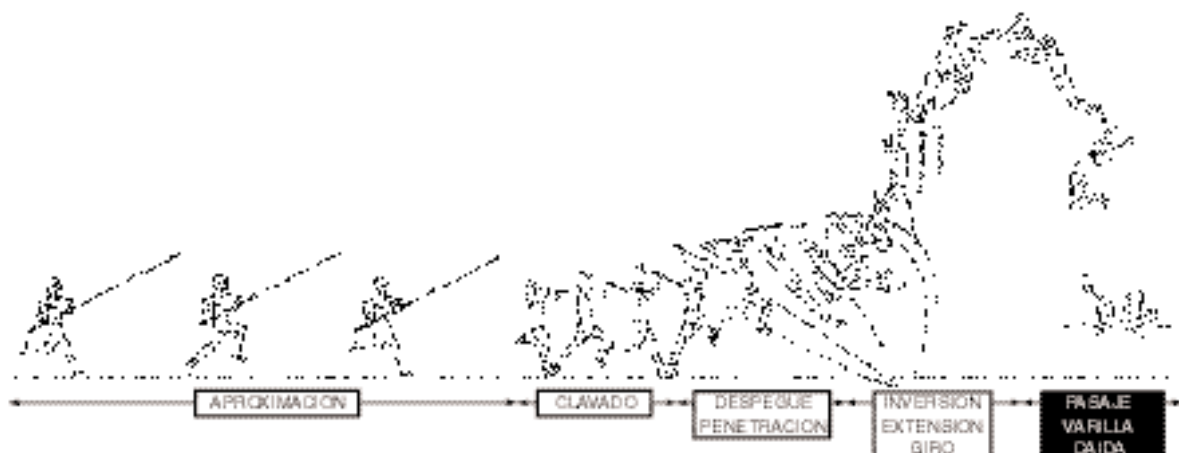 APROXIMACION
CLAVADO
DESPEGUE
PENETRACION
INVERSION
EXTENSION
GIRO
PASAJE
VARILLA
CAIDA